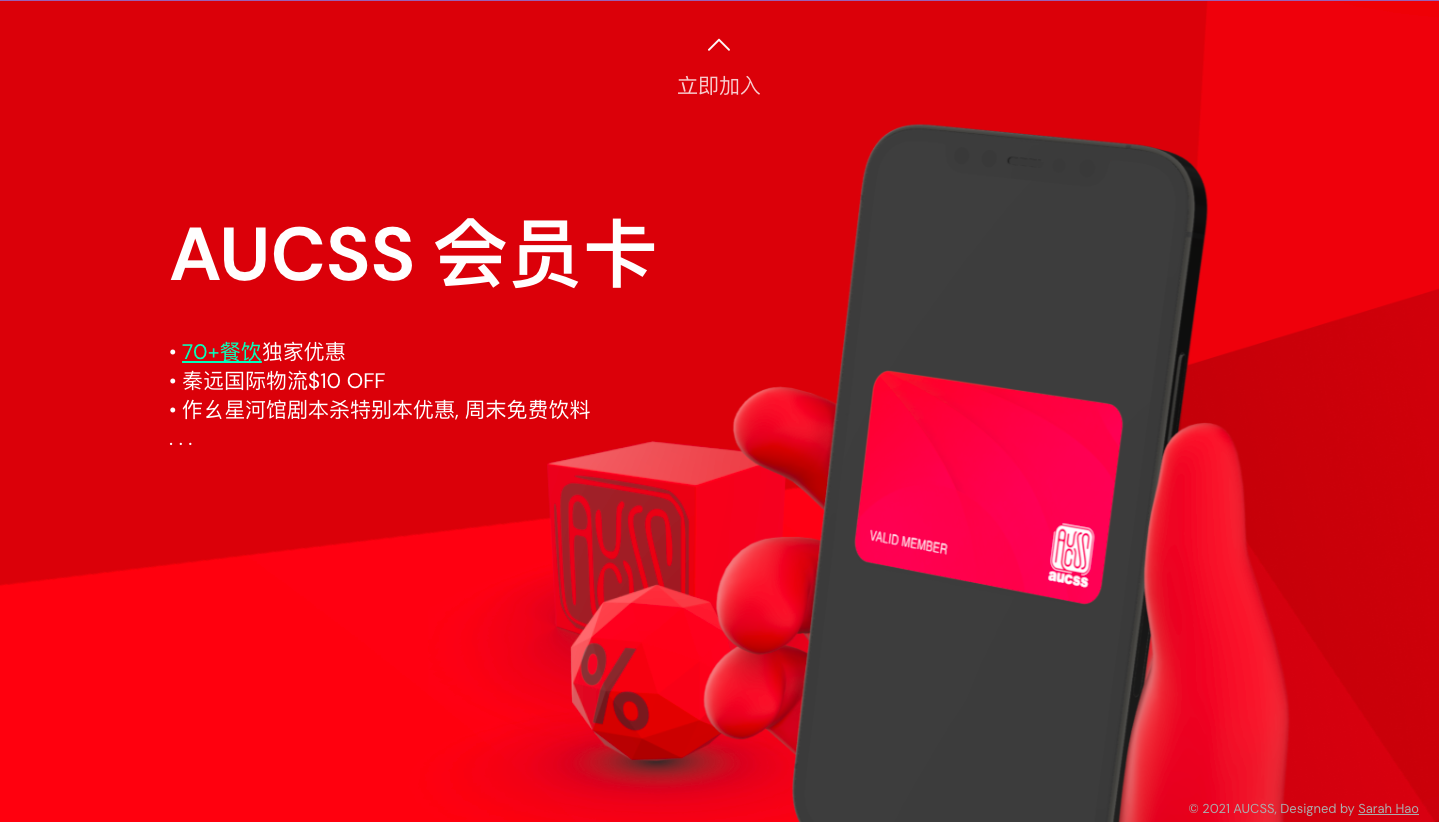 立即加入
AUCSS 会员卡
• 70+餐饮独家优惠
• 秦远国际物流$10 OFF
• 作幺星河馆剧本杀特别本优惠, 周末免费饮料
. . .
AUCSS
%
VALID MEMBER
AUCSS
aucss
© 2021 AUCSS, Designed by Sarah Hao